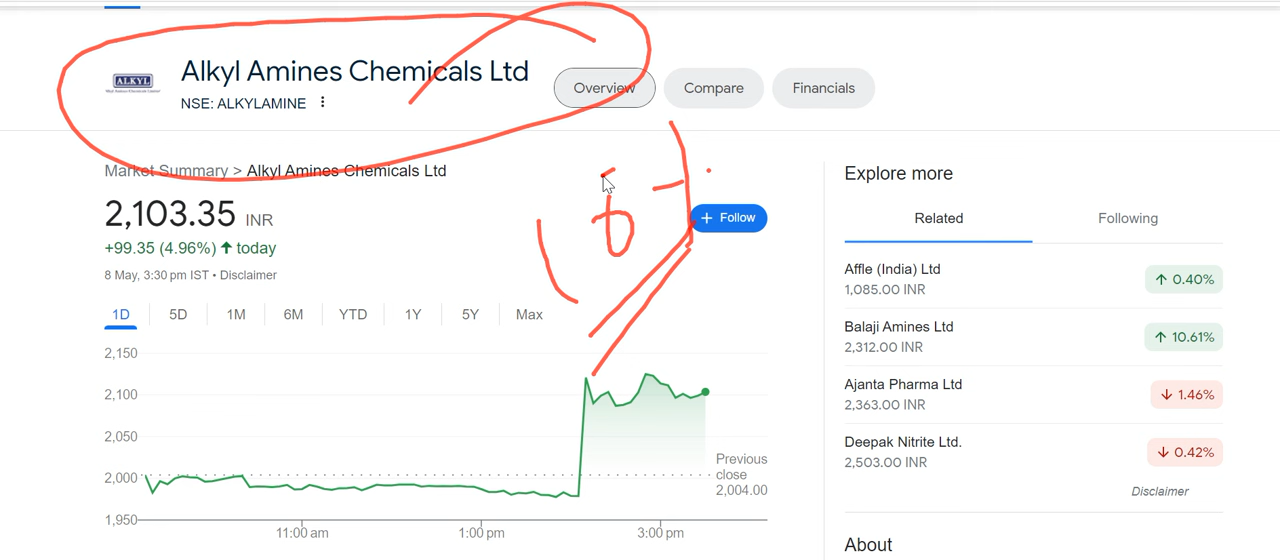 ALKYL
Alkyl Amines Chemicals Ltd
NSE: ALKYLAMINE
Overview
Compare
Financials
Market Summary > Alkyl Amines Chemicals Ltd
2,103.35 INR
+99.35 (4.96%) ↑ today
8 May, 3:30 pm IST • Disclaimer
+ Follow
1D 5D 1M 6M YTD 1Y 5Y Max
2,150
2,100
2,050
2,000
1,950
Previous
close
2,004.00
11:00 am 1:00 pm 3:00 pm
Explore more
Related Following
Affle (India) Ltd
1,085.00 INR
↑ 0.40%
Balaji Amines Ltd
2,312.00 INR
↑ 10.61%
Ajanta Pharma Ltd
2,363.00 INR
↓ 1.46%
Deepak Nitrite Ltd.
2,503.00 INR
↓ 0.42%
Disclaimer
About